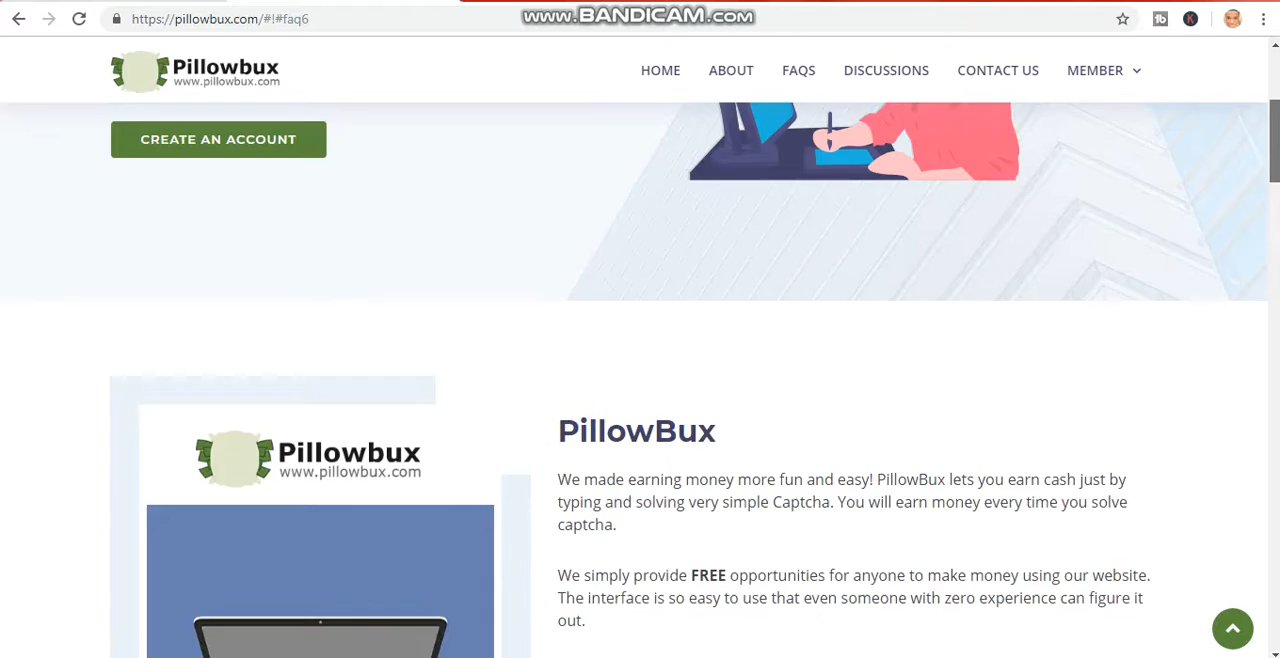 www.BANDICAM.com
https://pillowbux.com/#!#faq6
Pillowbux
www.pillowbux.com
HOME ABOUT FAQS DISCUSSIONS CONTACT US MEMBER
CREATE AN ACCOUNT
Pillowbux
www.pillowbux.com
PillowBux
We made earning money more fun and easy! PillowBux lets you earn cash just by
typing and solving very simple Captcha. You will earn money every time you solve
captcha.
We simply provide FREE opportunities for anyone to make money using our website.
The interface is so easy to use that even someone with zero experience can figure it
out.